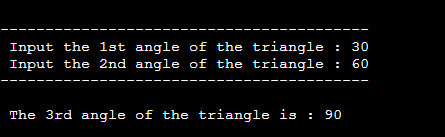 -----------------------------------------
Input the 1st angle of the triangle : 30
Input the 2nd angle of the triangle : 60
-----------------------------------------
The 3rd angle of the triangle is : 90